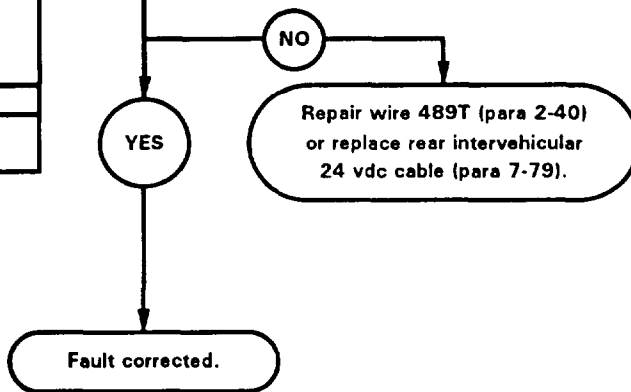 NO
YES
Repair wire 489T (para 2-40)
or replace rear intervehicular
24 vdc cable (para 7-79).
Fault corrected.